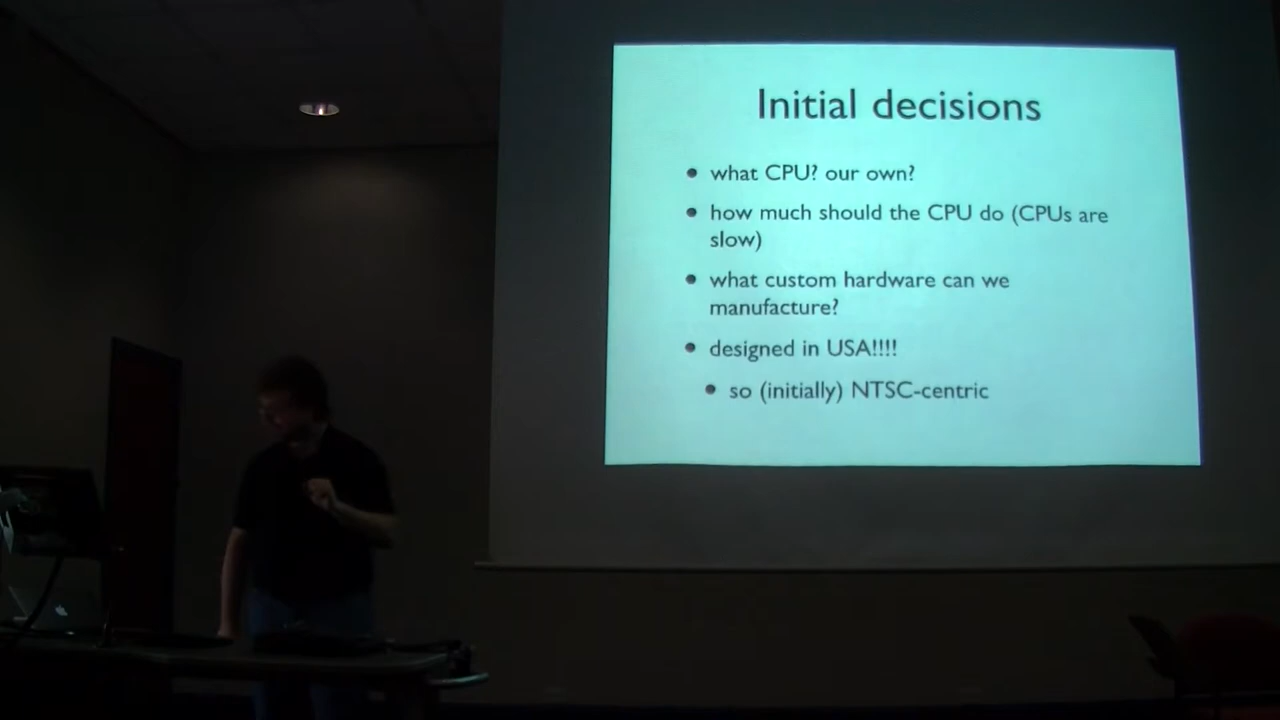 Initial decisions
• what CPU? our own?
• how much should the CPU do (CPUs are
slow)
• what custom hardware can we
manufacture?
• designed in USA!!!!
• so (initially) NTSC-centric